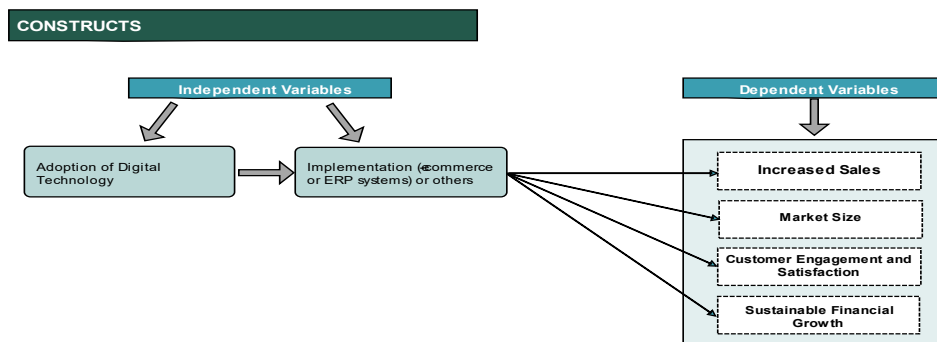 CONSTRUCTS
Independent Variables
Dependent Variables
Adoption of Digital
Technology
Implementation (e-commerce
or ERP systems) or others
Increased Sales
Market Size
Customer Engagement and
Satisfaction
Sustainable Financial
Growth